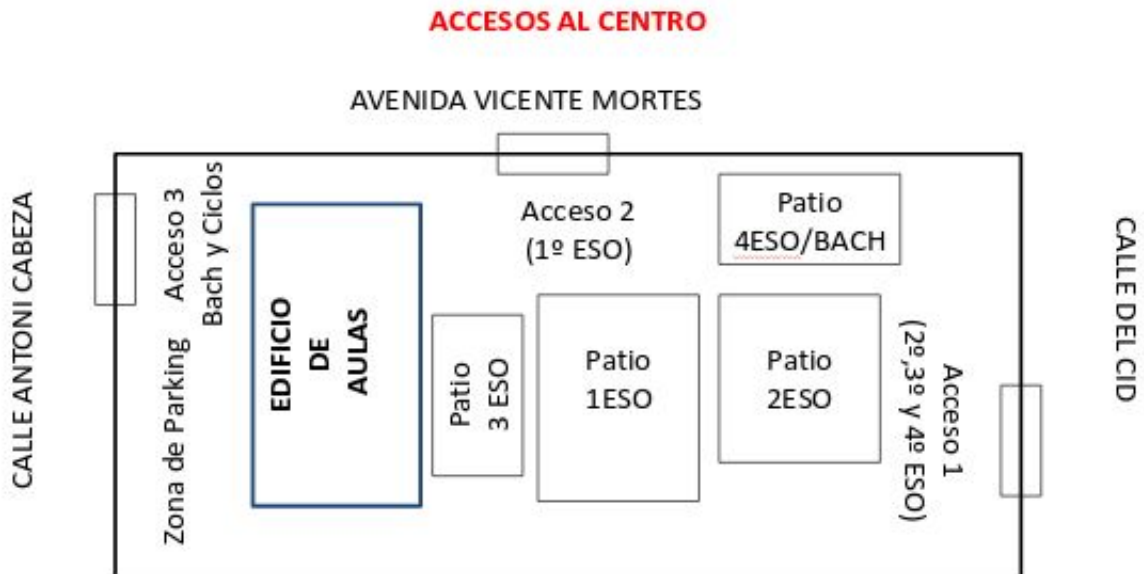 ACCESOS AL CENTRO
AVENIDA VICENTE MORTES
CALLE ANTONI CABEZA
Acceso 3
Bach y Ciclos
Zona de Parking
EDIFICIO
DE
AULAS
Acceso 2
(1º ESO)
Patio
4ESO/BACH
Patio
3 ESO
Patio
1ESO
Patio
2ESO
Acceso 1
(2º,3º y 4º ESO)
CALLE DEL CID